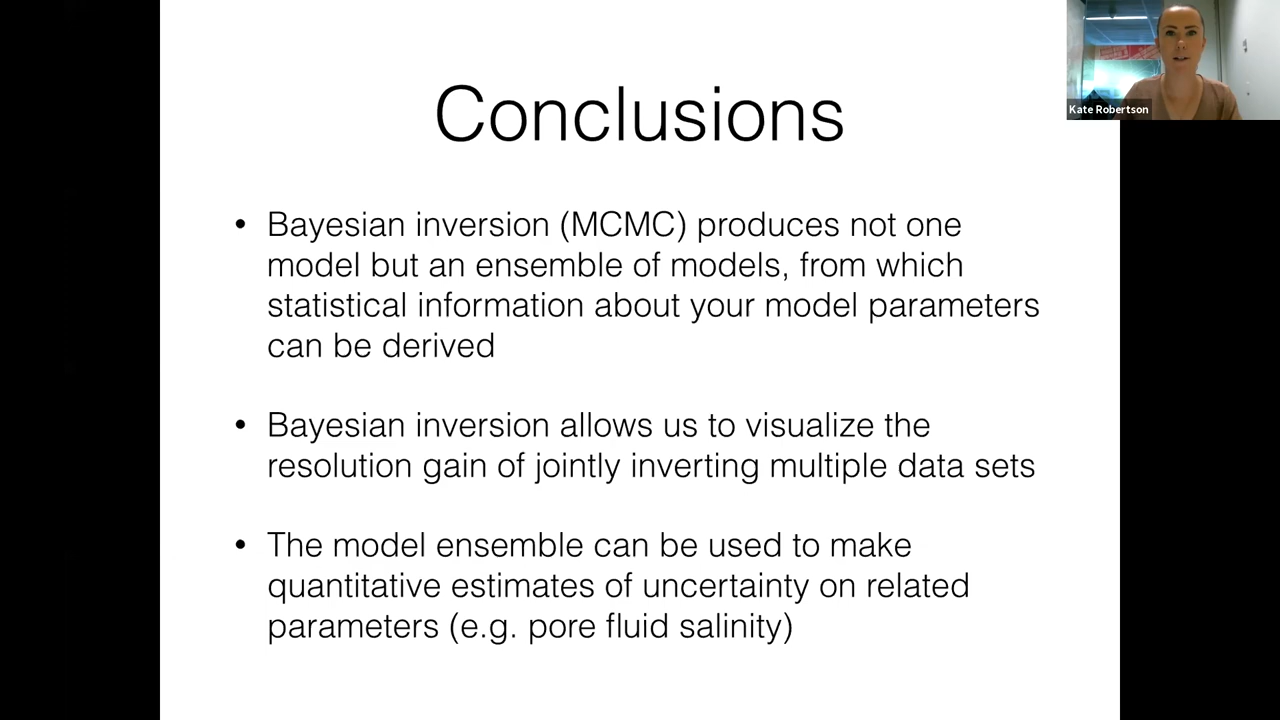 Conclusions
Kate Robertson
• Bayesian inversion (MCMC) produces not one
model but an ensemble of models, from which
statistical information about your model parameters
can be derived
• Bayesian inversion allows us to visualize the
resolution gain of jointly inverting multiple data sets
• The model ensemble can be used to make
quantitative estimates of uncertainty on related
parameters (e.g. pore fluid salinity)